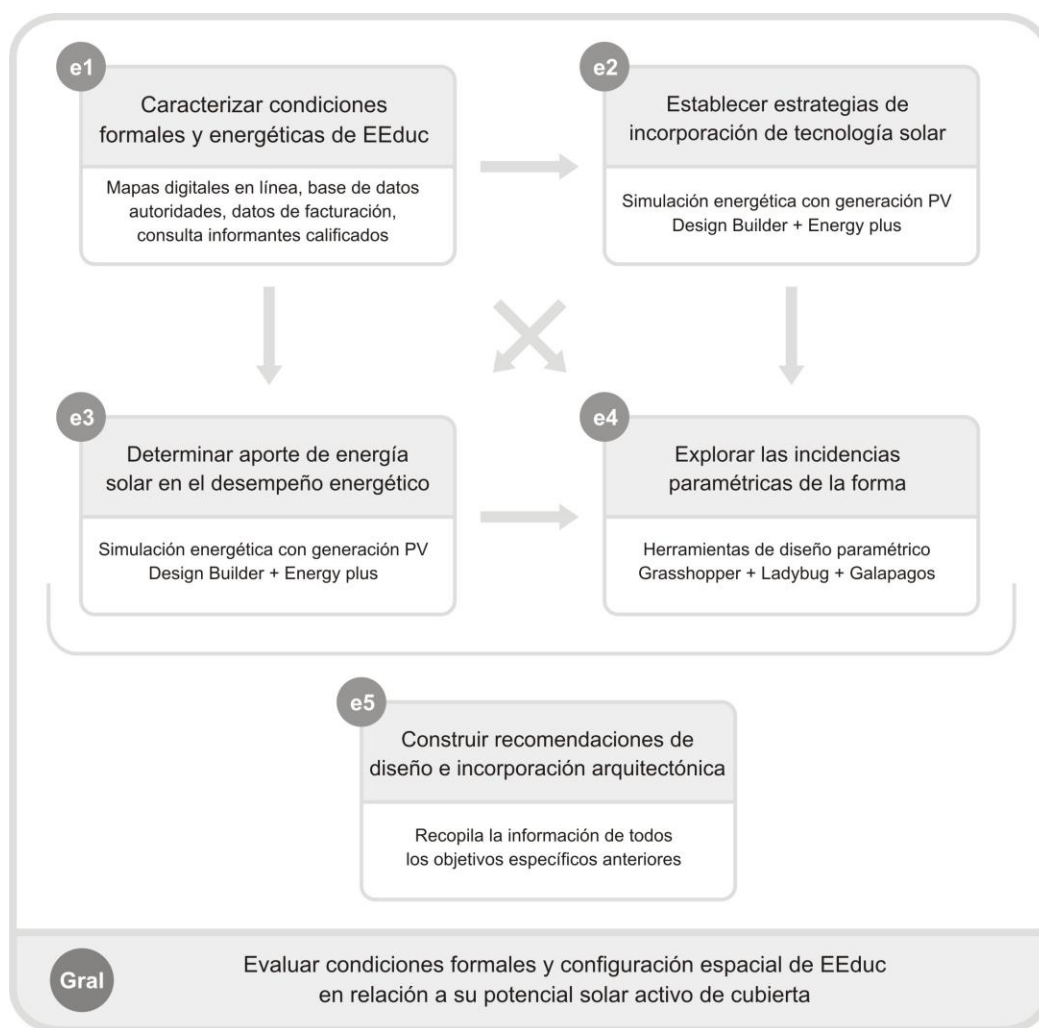 e1
Caracterizar condiciones
formales y energéticas de EEduc
Mapas digitales en línea, base de datos
autoridades, datos de facturación,
consulta informantes calificados
e2
Establecer estrategias de
incorporación de tecnología solar
Simulación energética con generación PV
Design Builder + Energy plus
e3
Determinar aporte de energía
solar en el desempeño energético
Simulación energética con generación PV
Design Builder + Energy plus
e4
Explorar las incidencias
paramétricas de la forma
Herramientas de diseño paramétrico
Grasshopper + Ladybug + Galapagos
e5
Construir recomendaciones de
diseño e incorporación arquitectónica
Recopila la información de todos
los objetivos específicos anteriores
Gral
Evaluar condiciones formales y configuración espacial de EEduc
en relación a su potencial solar activo de cubierta